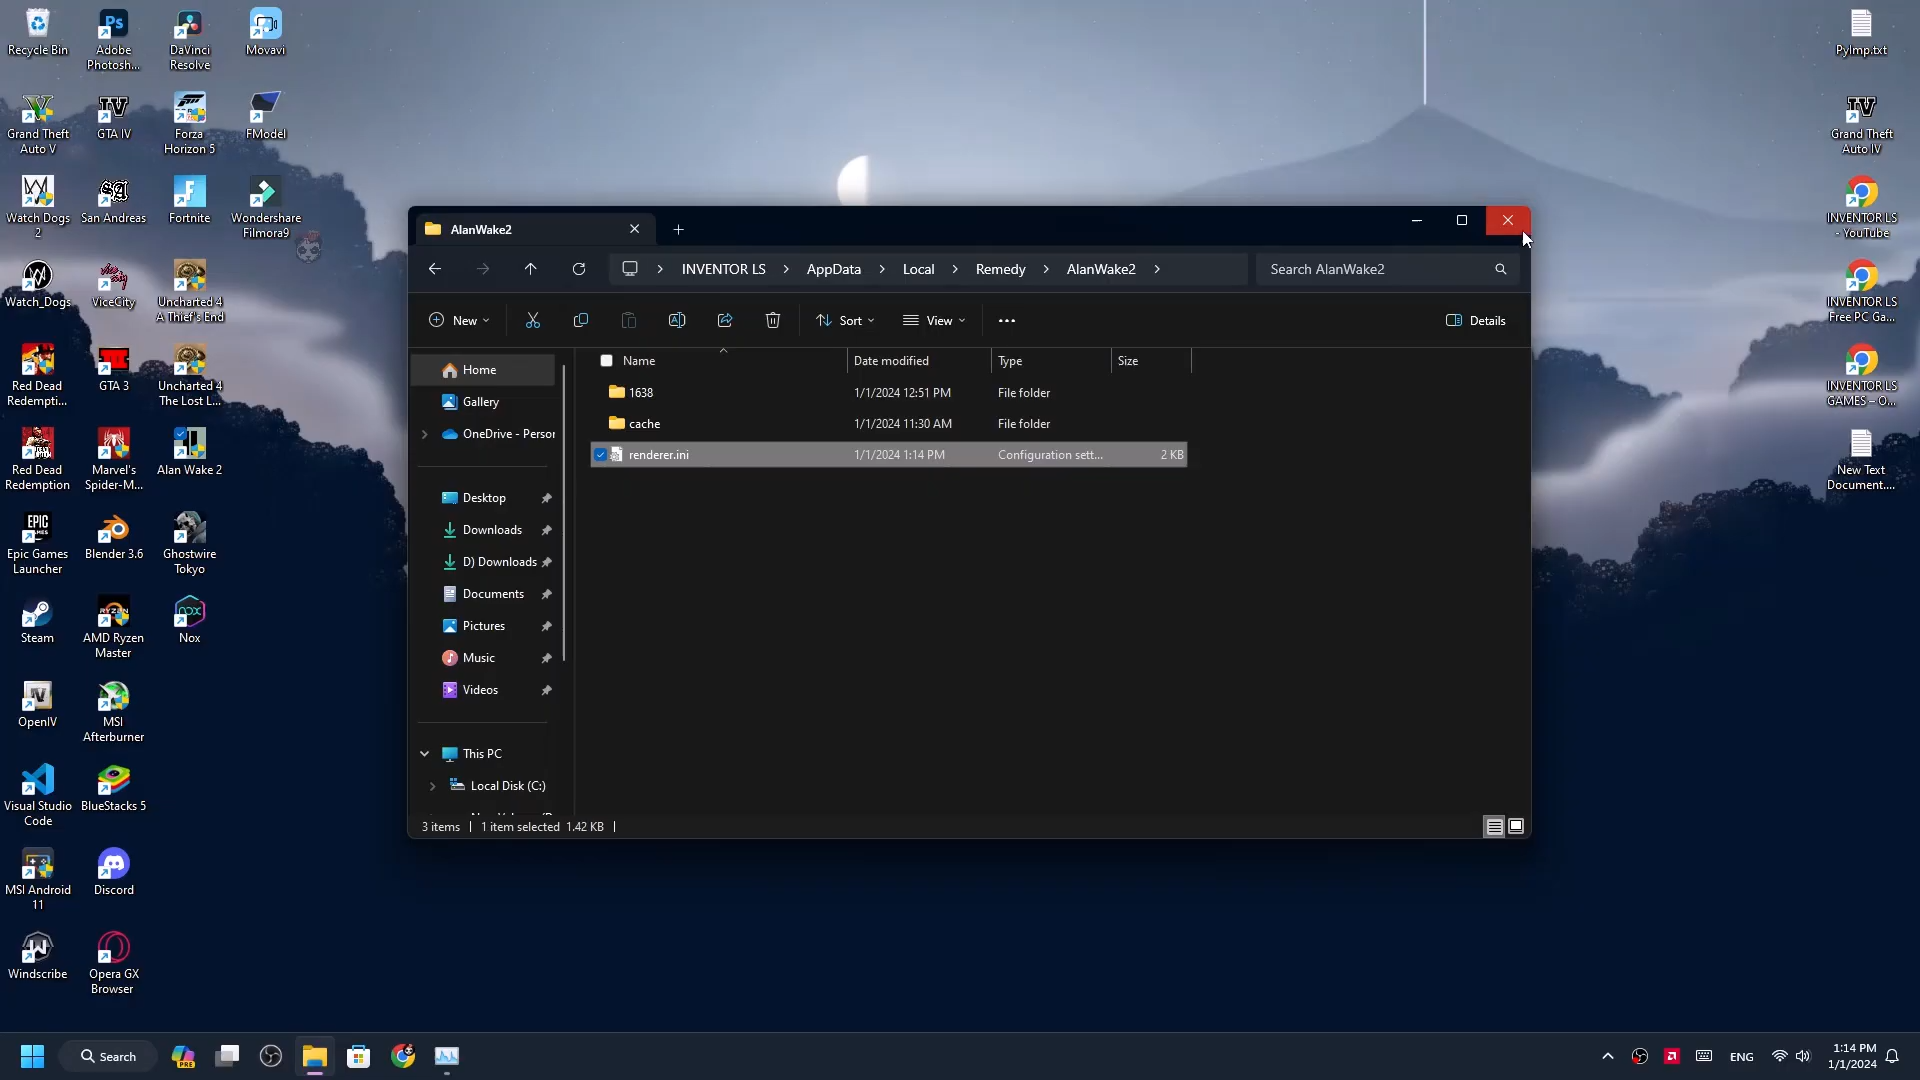 Recycle Bin
Adobe
Photosh...
DaVinci
Resolve
Movavi
Grand Theft
Auto V
GTA IV
Forza
Horizon 5
FModel
Watch Dogs
2
San Andreas
Fortnite
Wondershare
Filmora9
Watch_Dogs
ViceCity
Uncharted 4
A Thief's End
Red Dead
Redempti...
GTA 3
Uncharted 4
The Lost L...
Red Dead
Redemption
Marvel's
Spider-M...
Alan Wake 2
Epic Games
Launcher
Blender 3.6
Ghostwire
Tokyo
Steam
AMD Ryzen
Master
Nox
OpenIV
MSI
Afterburner
Visual Studio
Code
BlueStacks 5
MSI Android
11
Discord
Windscribe
Opera GX
Browser
AlanWake2
INVENTOR LS
AppData
Local
Remedy
AlanWake2
Search AlanWake2
New
Sort
View
Details
Home
Gallery
OneDrive - Person
Desktop
Downloads
D) Downloads
Documents
Pictures
Music
Videos
This PC
Local Disk (C:)
Name
Date modified
Type
Size
1638
1/1/2024 12:51 PM
File folder
cache
1/1/2024 11:30 AM
File folder
renderer.ini
1/1/2024 1:14 PM
Configuration sett...
2 KB
3 items
1 item selected 1.42 KB
PyImp.txt
Grand Theft
Auto IV
INVENTOR LS
- YouTube
INVENTOR LS
Free PC Ga...
INVENTOR LS
GAMES – O...
New Text
Document....
Search
ENG
1:14 PM
1/1/2024